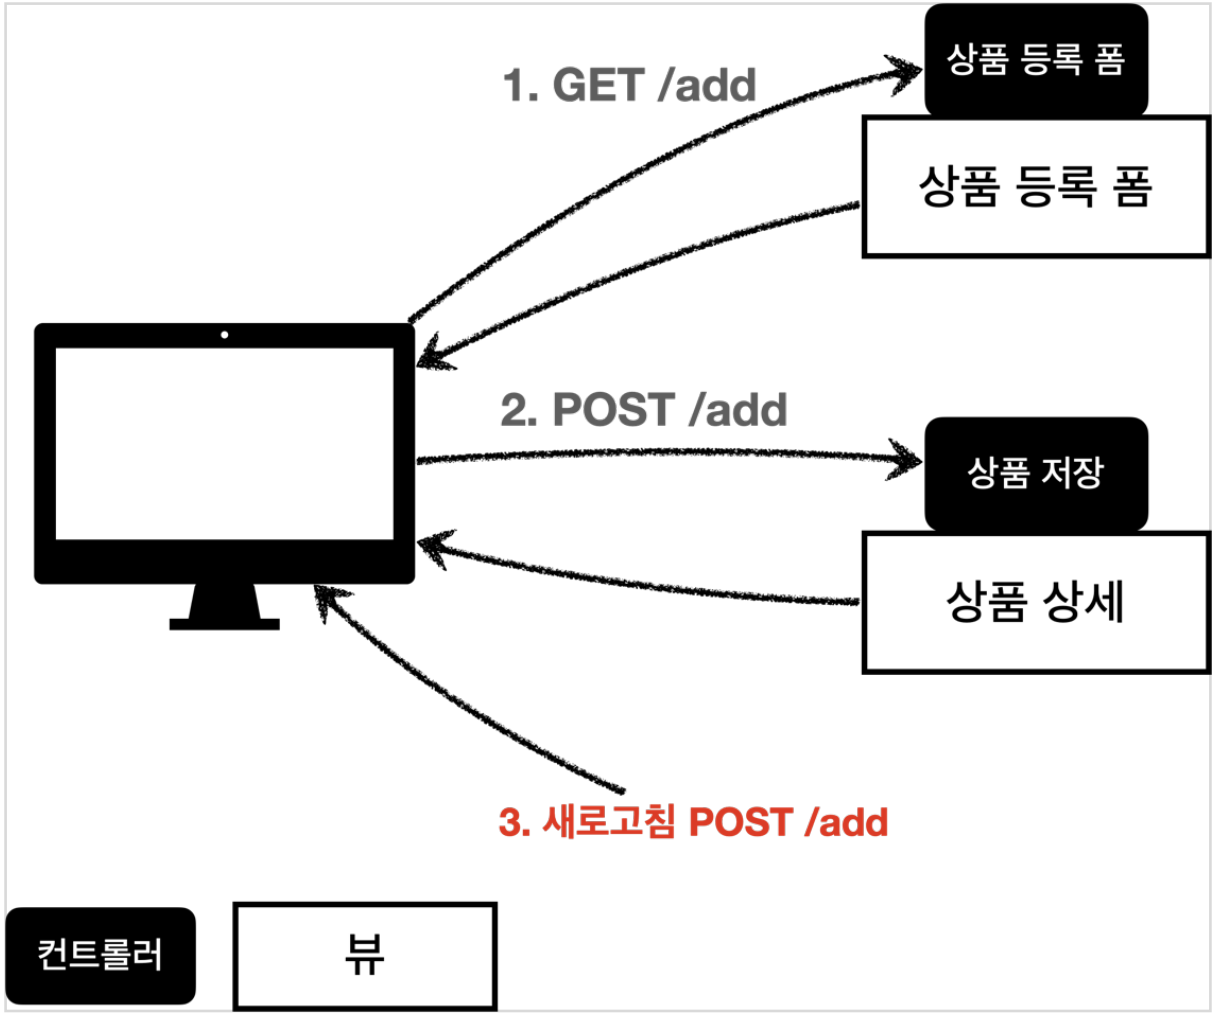 1. GET /add
상품 등록 폼
상품 등록 폼
2. POST /add
상품 저장
상품 상세
3. 새로고침 POST /add
컨트롤러
뷰